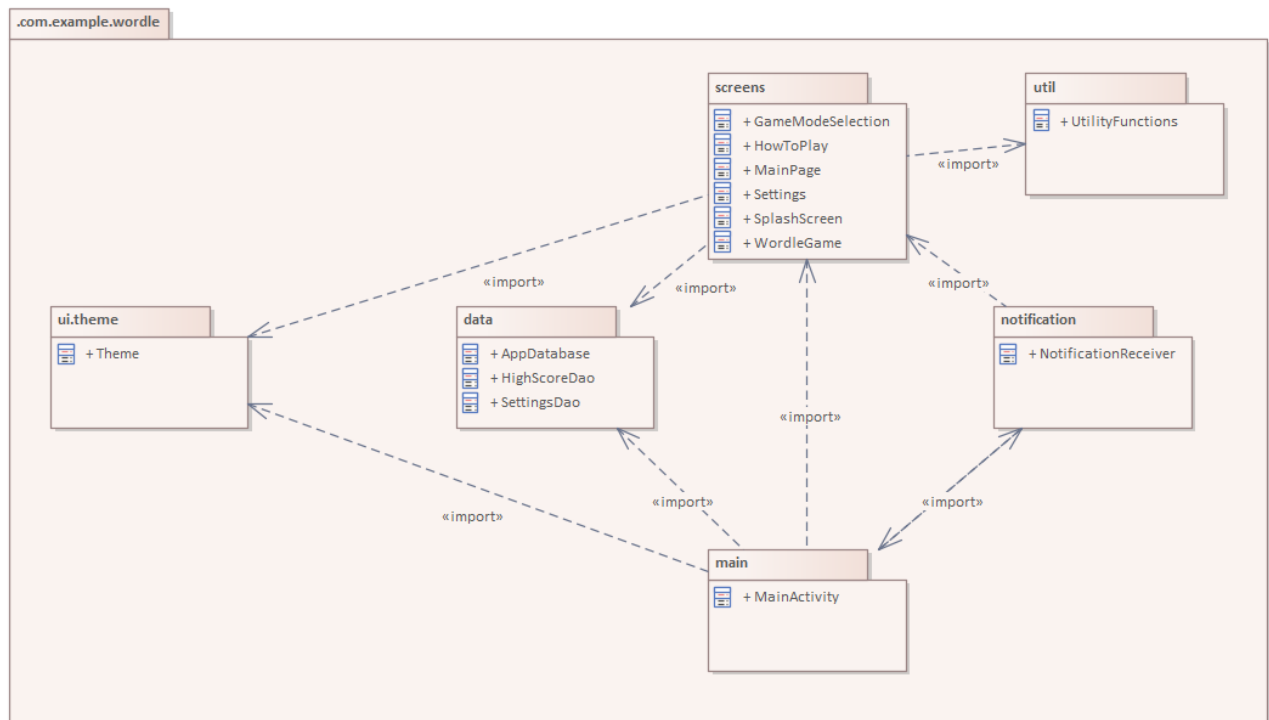 .com.example.wordle
screens
+ GameModeSelection
+ HowToPlay
+ MainPage
+ Settings
+ SplashScreen
+ WordleGame
util
+ UtilityFunctions
«import»
«import»
«import»
«import»
ui.theme
+ Theme
data
+ AppDatabase
+ HighScoreDao
+ SettingsDao
notification
+ NotificationReceiver
«import»
«import»
«import»
«import»
main
+ MainActivity